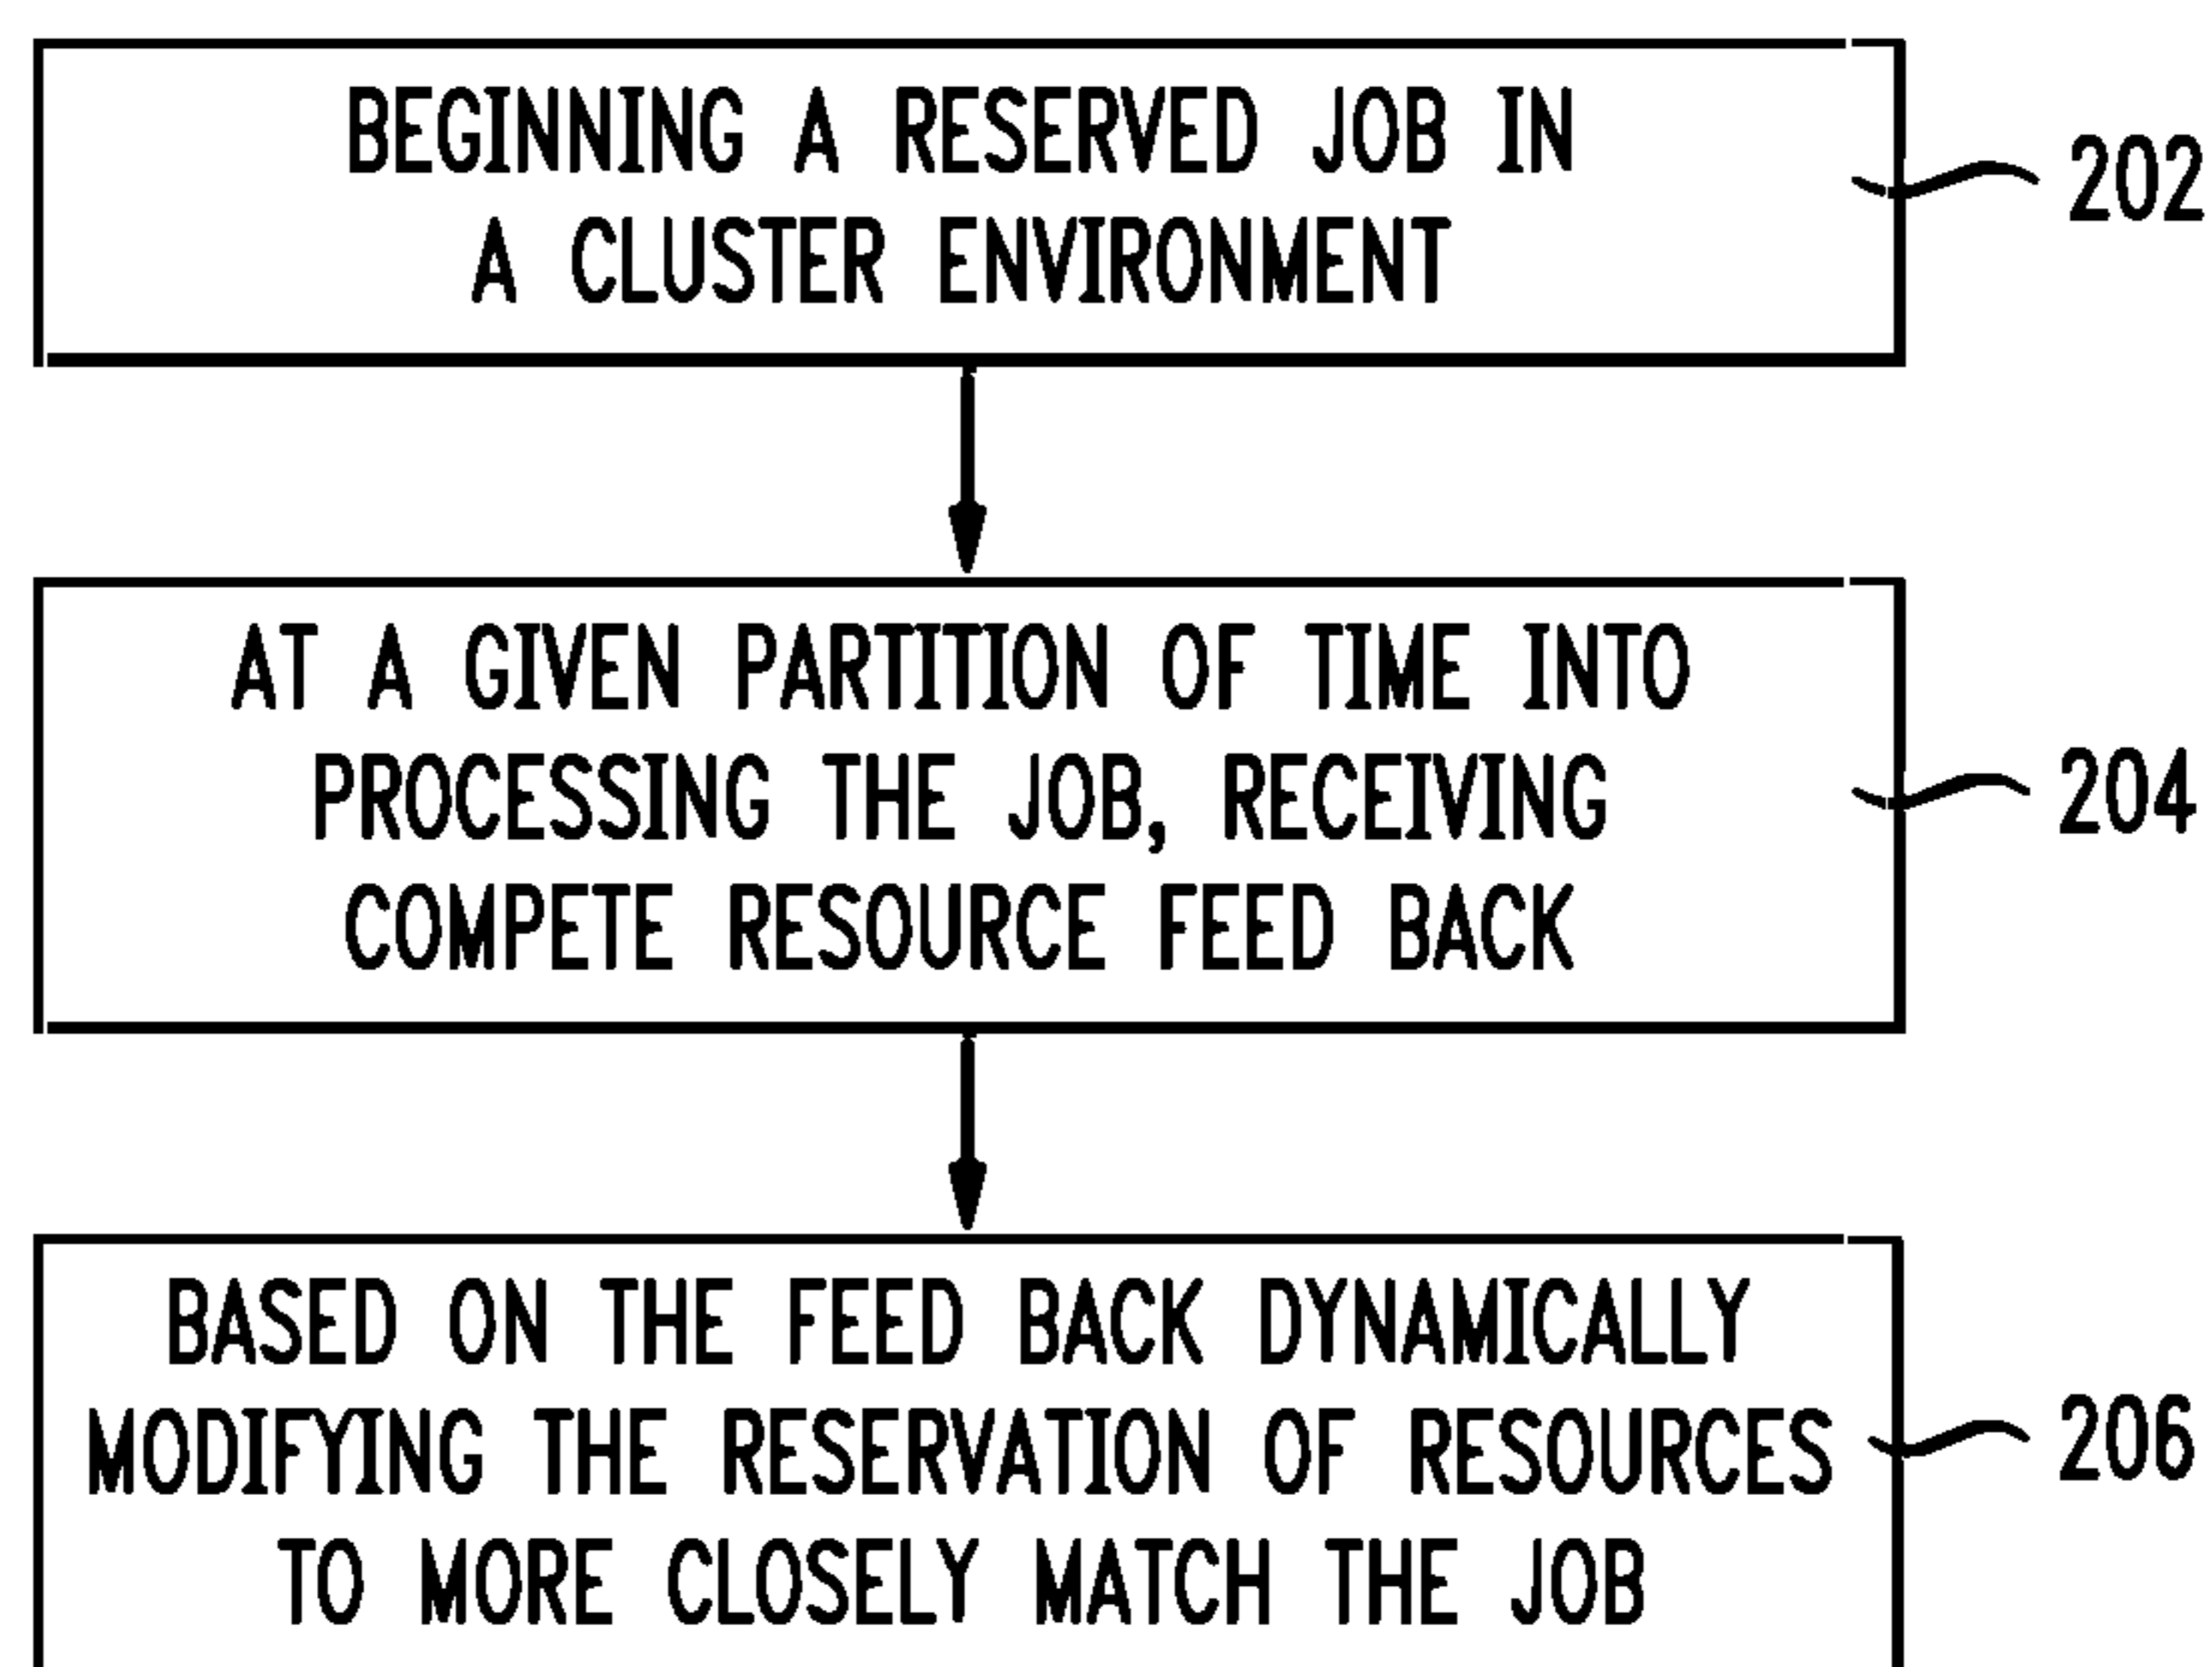 BEGINNING A RESERVED JOB IN
A CLUSTER ENVIRONMENT
202
AT A GIVEN PARTITION OF TIME INTO
PROCESSING THE JOB, RECEIVING
COMPETE RESOURCE FEED BACK
204
BASED ON THE FEED BACK DYNAMICALLY
MODIFYING THE RESERVATION OF RESOURCES
TO MORE CLOSELY MATCH THE JOB
206